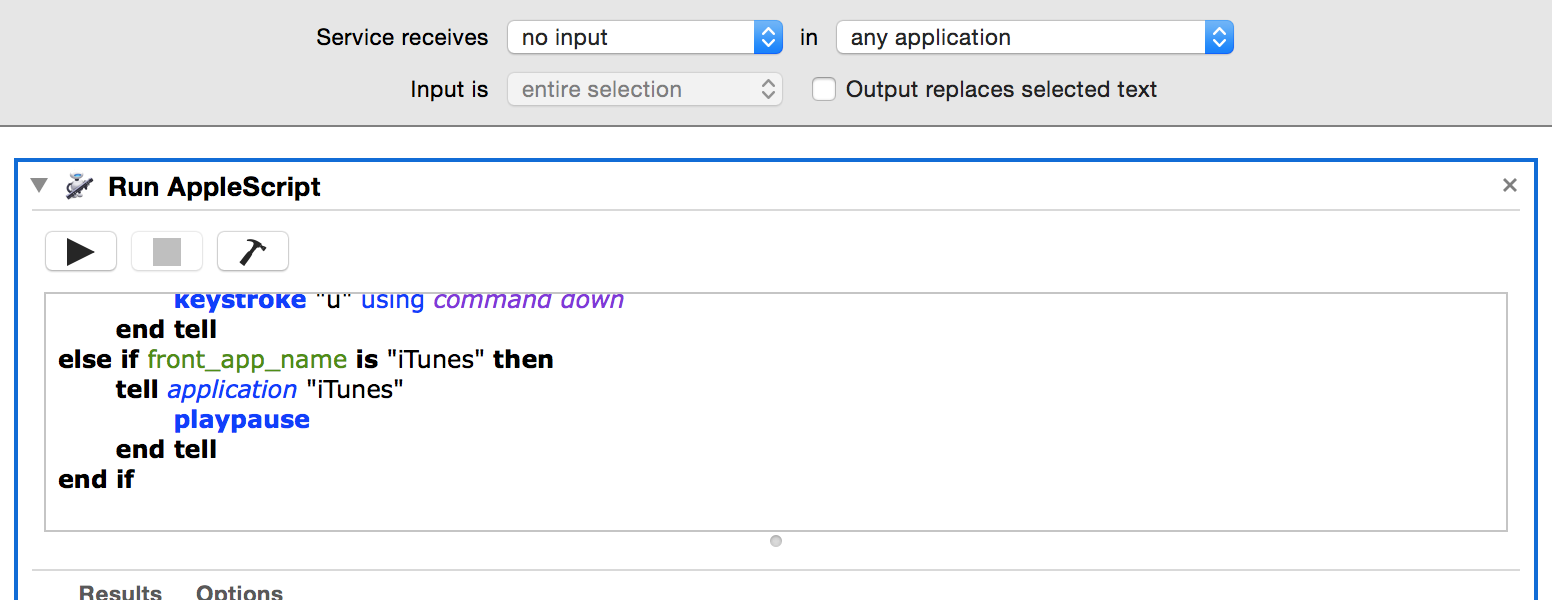 Service receives no input in any application
Input is entire selection Output replaces selected text
Run AppleScript
keystroke "u" using command down
end tell
else if front_app_name is "iTunes" then
tell application "iTunes"
playpause
end tell
end if
Results Options